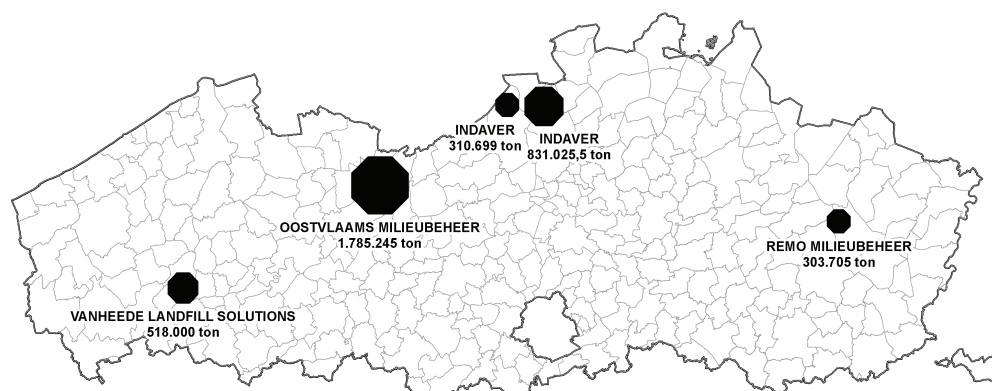 INDAVER
310.699 ton
INDAVER
831.025,5 ton
OOSTVLAAMS MILIEUBEHEER
1.785.245 ton
REMO MILIEUBEHEER
303.705 ton
VANHEEDE LANDFILL SOLUTIONS
518.000 ton